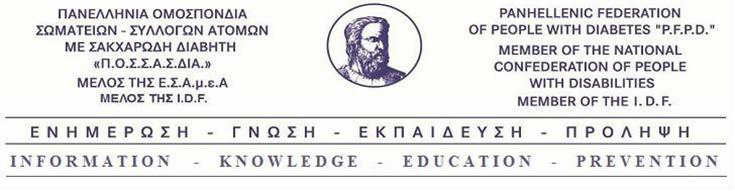 ΠΑΝΕΛΛΗΝΙΑ ΟΜΟΣΠΟΝΔΙΑ
ΣΩΜΑΤΕΙΩΝ - ΣΥΛΛΟΓΩΝ ΑΤΟΜΩΝ
ΜΕ ΣΑΚΧΑΡΩΔΗ ΔΙΑΒΗΤΗ
«Π.Ο.Σ.Σ.Α.Σ.ΔΙΑ.»
ΜΕΛΟΣ ΤΗΣ Ε.Σ.Α.μ.ε.Α
ΜΕΛΟΣ ΤΗΣ I.D.F.
PANHELLENIC FEDERATION
OF PEOPLE WITH DIABETES "P.F.P.D."
MEMBER OF THE NATIONAL
CONFEDERATION OF PEOPLE
WITH DISABILITIES
MEMBER OF THE I. D. F.
ΕΝΗΜΕΡΩΣΗ - ΓΝΩΣΗ - ΕΚΠΑΙΔΕΥΣΗ - ΠΡΟΛΗΨΗ
INFORMATION - KNOWLEDGE - EDUCATION - PREVENTION